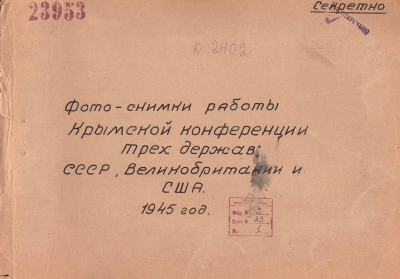 23953
Секретно
К 2402
Фото-снимки работы
Крымской конференции
трех держав:
СССР, Великобритании и
США.
1945 год.